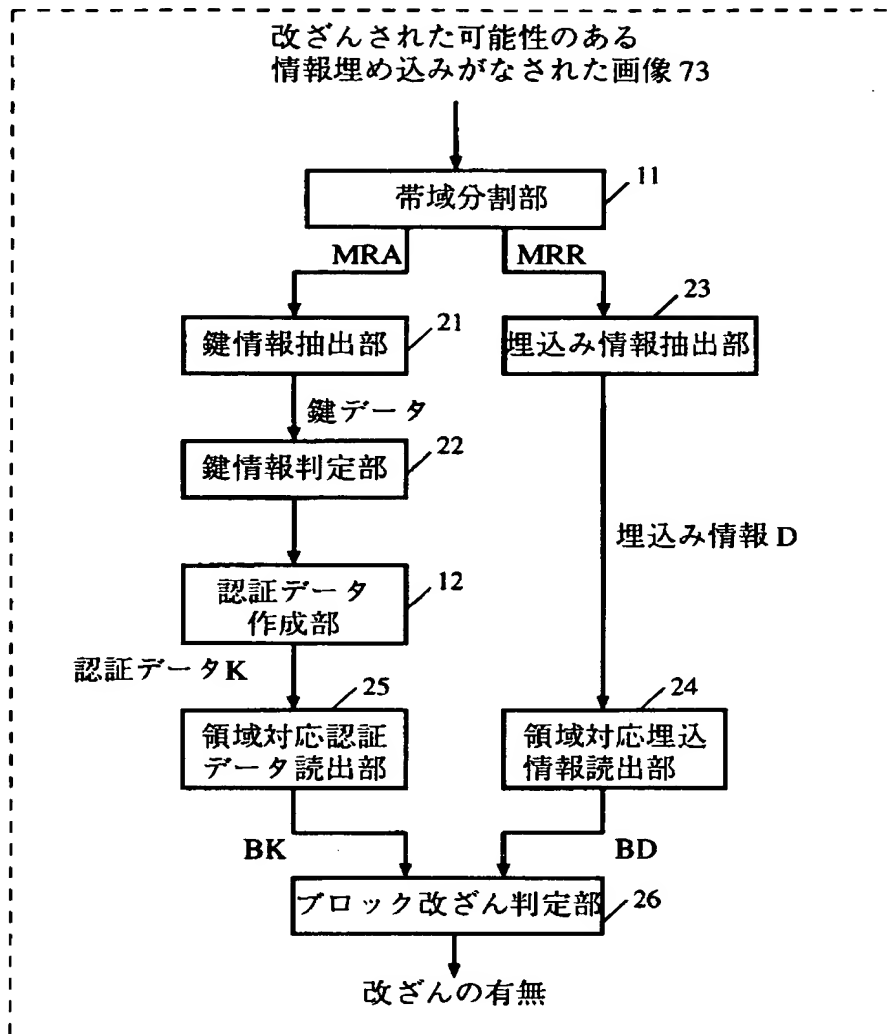 改ざんされた可能性のある
情報埋め込みがなされた画像 73
帯域分割部
11
MRA
MRR
鍵情報抽出部
21
埋込み情報抽出部
23
鍵データ
鍵情報判定部
22
埋込み情報 D
認証データ
作成部
12
認証データK
領域対応認証
データ読出部
25
領域対応埋込
情報読出部
24
BK
BD
ブロック改ざん判定部
26
改ざんの有無